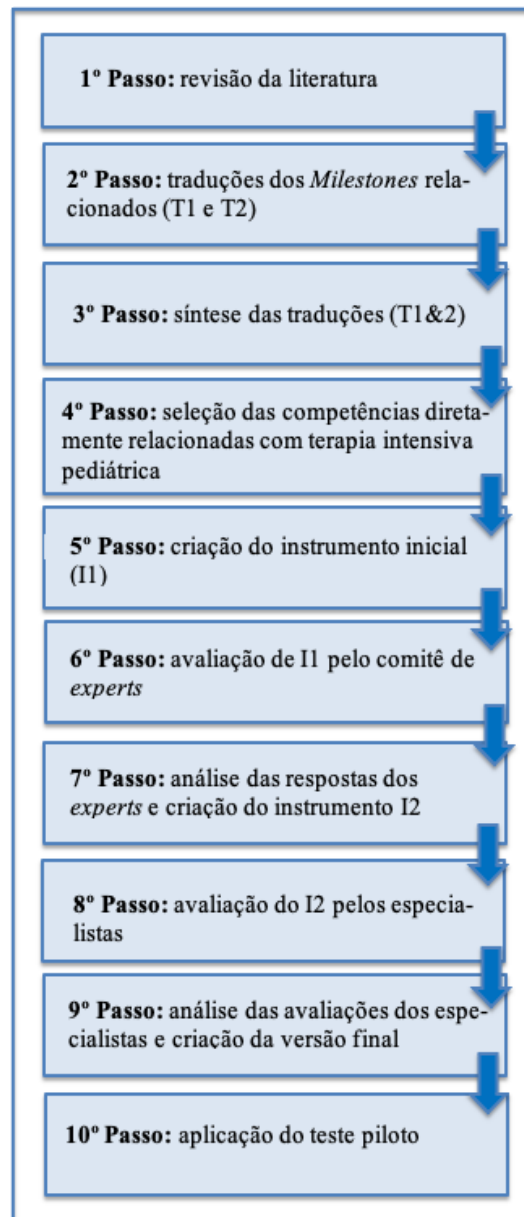 1º Passo: revisão da literatura
2º Passo: traduções dos Milestones rela-
cionados (T1 e T2)
3º Passo: síntese das traduções (T1&2)
4º Passo: seleção das competências direta-
mente relacionadas com terapia intensiva
pediátrica
5º Passo: criação do instrumento inicial
(I1)
6º Passo: avaliação de I1 pelo comitê de
experts
7º Passo: análise das respostas dos
experts e criação do instrumento I2
8º Passo: avaliação do I2 pelos especia-
listas
9º Passo: análise das avaliações dos espe-
cialistas e criação da versão final
10º Passo: aplicação do teste piloto